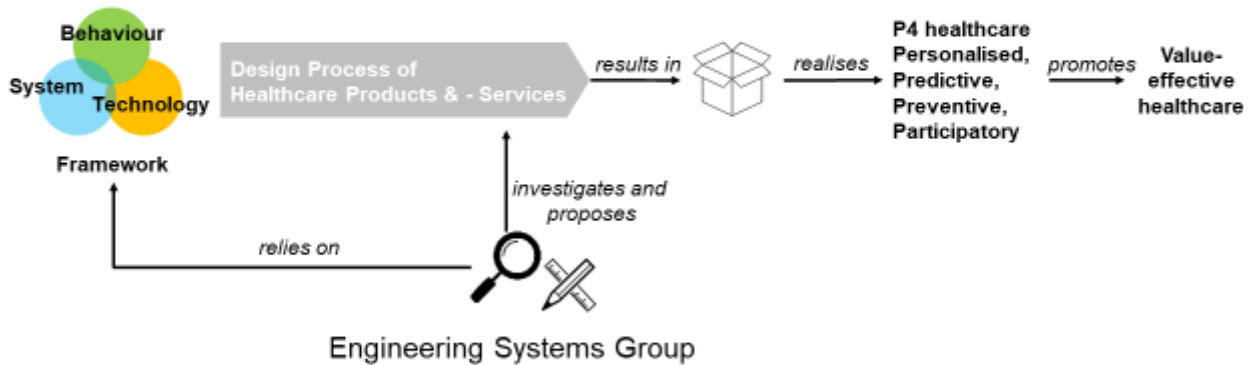 Behaviour
System
Technology
Framework
Design Process of
Healthcare Products & - Services
results in
realises
P4 healthcare
Personalised,
Predictive,
Preventive,
Participatory
promotes
Value-
effective
healthcare
investigates and
proposes
relies on
Engineering Systems Group